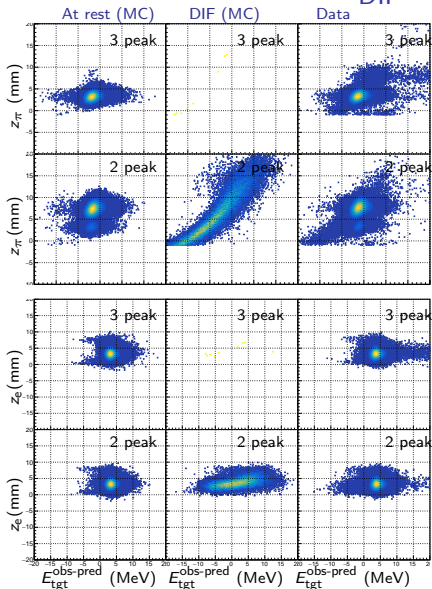 DIF
At rest (MC) DIF (MC) Data
3 peak 3 peak 3 peak
z_π (mm)
2 peak 2 peak 2 peak
z_π (mm)
3 peak 3 peak 3 peak
z_e (mm)
2 peak 2 peak 2 peak
z_e (mm)
E_tgt^obs-pred (MeV) E_tgt^obs-pred (MeV) E_tgt^obs-pred (MeV)